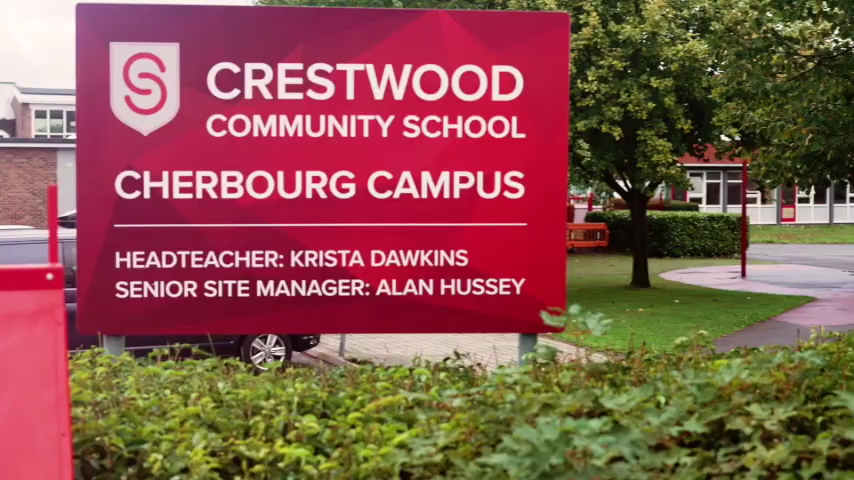 CRESTWOOD
COMMUNITY SCHOOL
CHERBOURG CAMPUS
HEADTEACHER: KRISTA DAWKINS
SENIOR SITE MANAGER: ALAN HUSSEY